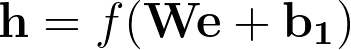 h = f(We + b₁)